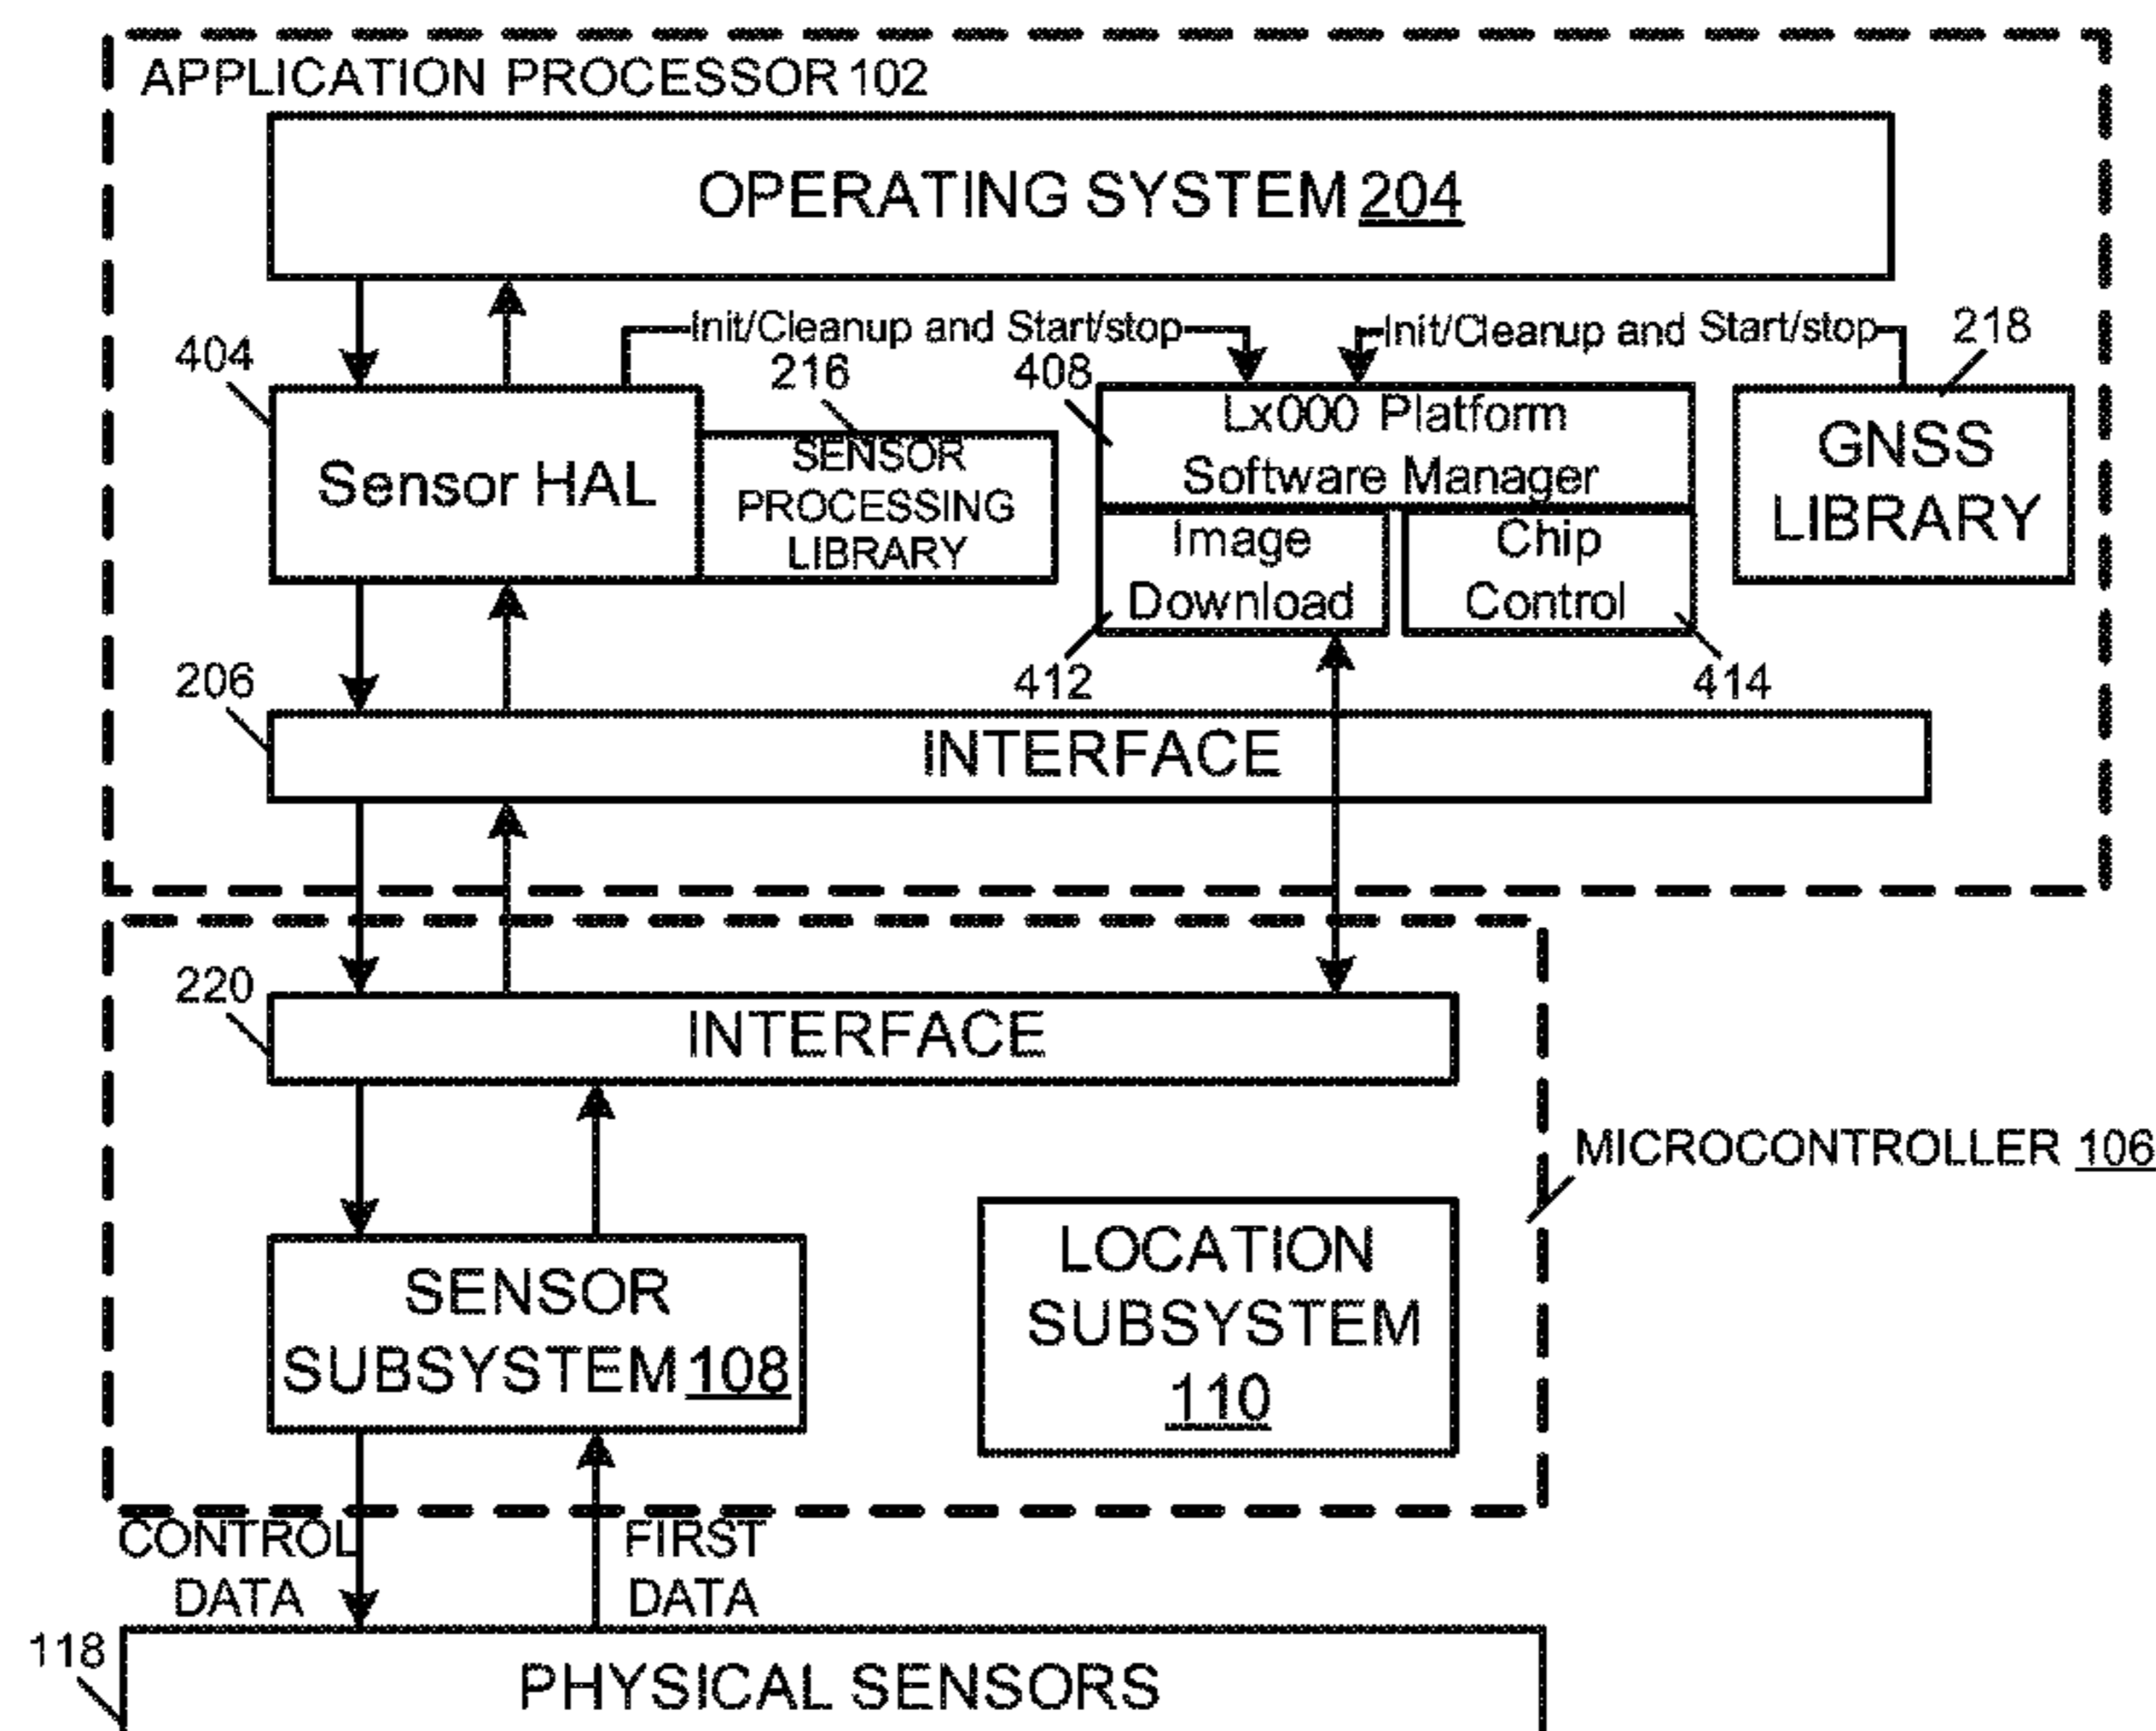 APPLICATION PROCESSOR 102
OPERATING SYSTEM 204
Init/Cleanup and Start/stop
Init/Cleanup and Start/stop
218
404
216
408
Sensor HAL
SENSOR
PROCESSING
LIBRARY
Lx000 Platform
Software Manager
Image
Download
Chip
Control
GNSS
LIBRARY
206
412
414
INTERFACE
220
INTERFACE
MICROCONTROLLER 106
SENSOR
SUBSYSTEM 108
LOCATION
SUBSYSTEM
110
CONTROL
DATA
FIRST
DATA
118
PHYSICAL SENSORS